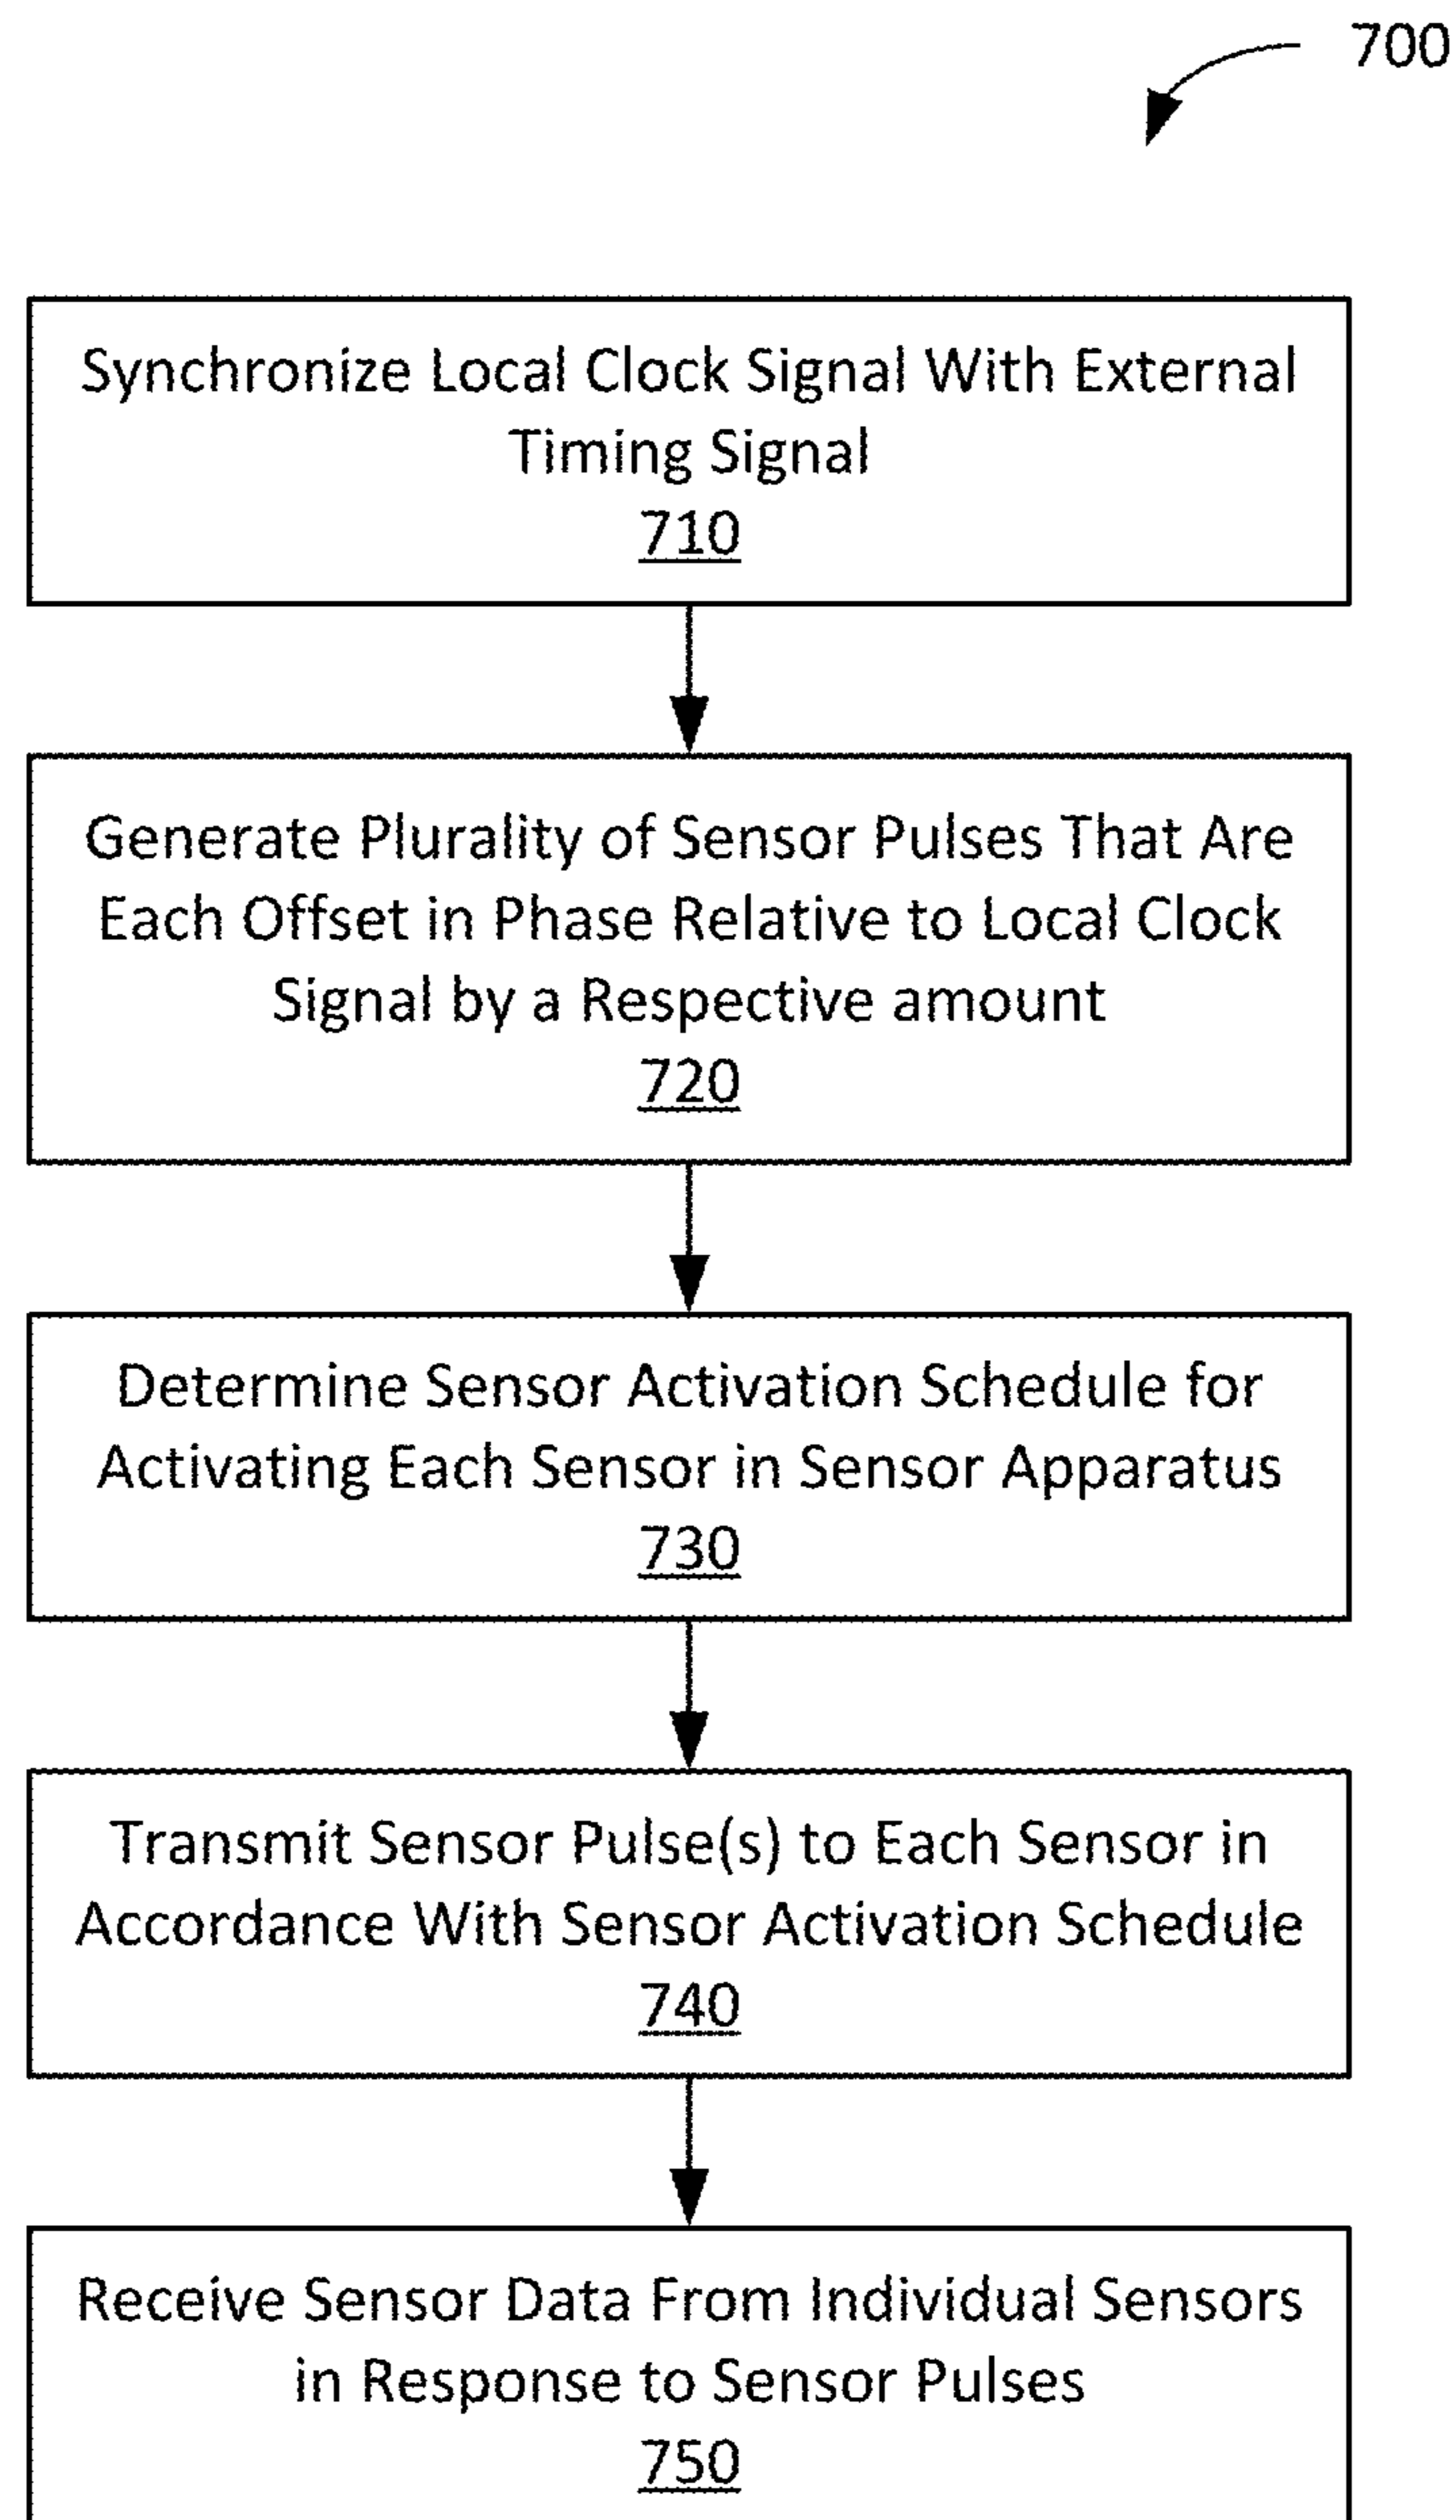 700
Synchronize Local Clock Signal With External
Timing Signal
710
Generate Plurality of Sensor Pulses That Are
Each Offset in Phase Relative to Local Clock
Signal by a Respective amount
720
Determine Sensor Activation Schedule for
Activating Each Sensor in Sensor Apparatus
730
Transmit Sensor Pulse(s) to Each Sensor in
Accordance With Sensor Activation Schedule
740
Receive Sensor Data From Individual Sensors
in Response to Sensor Pulses
750